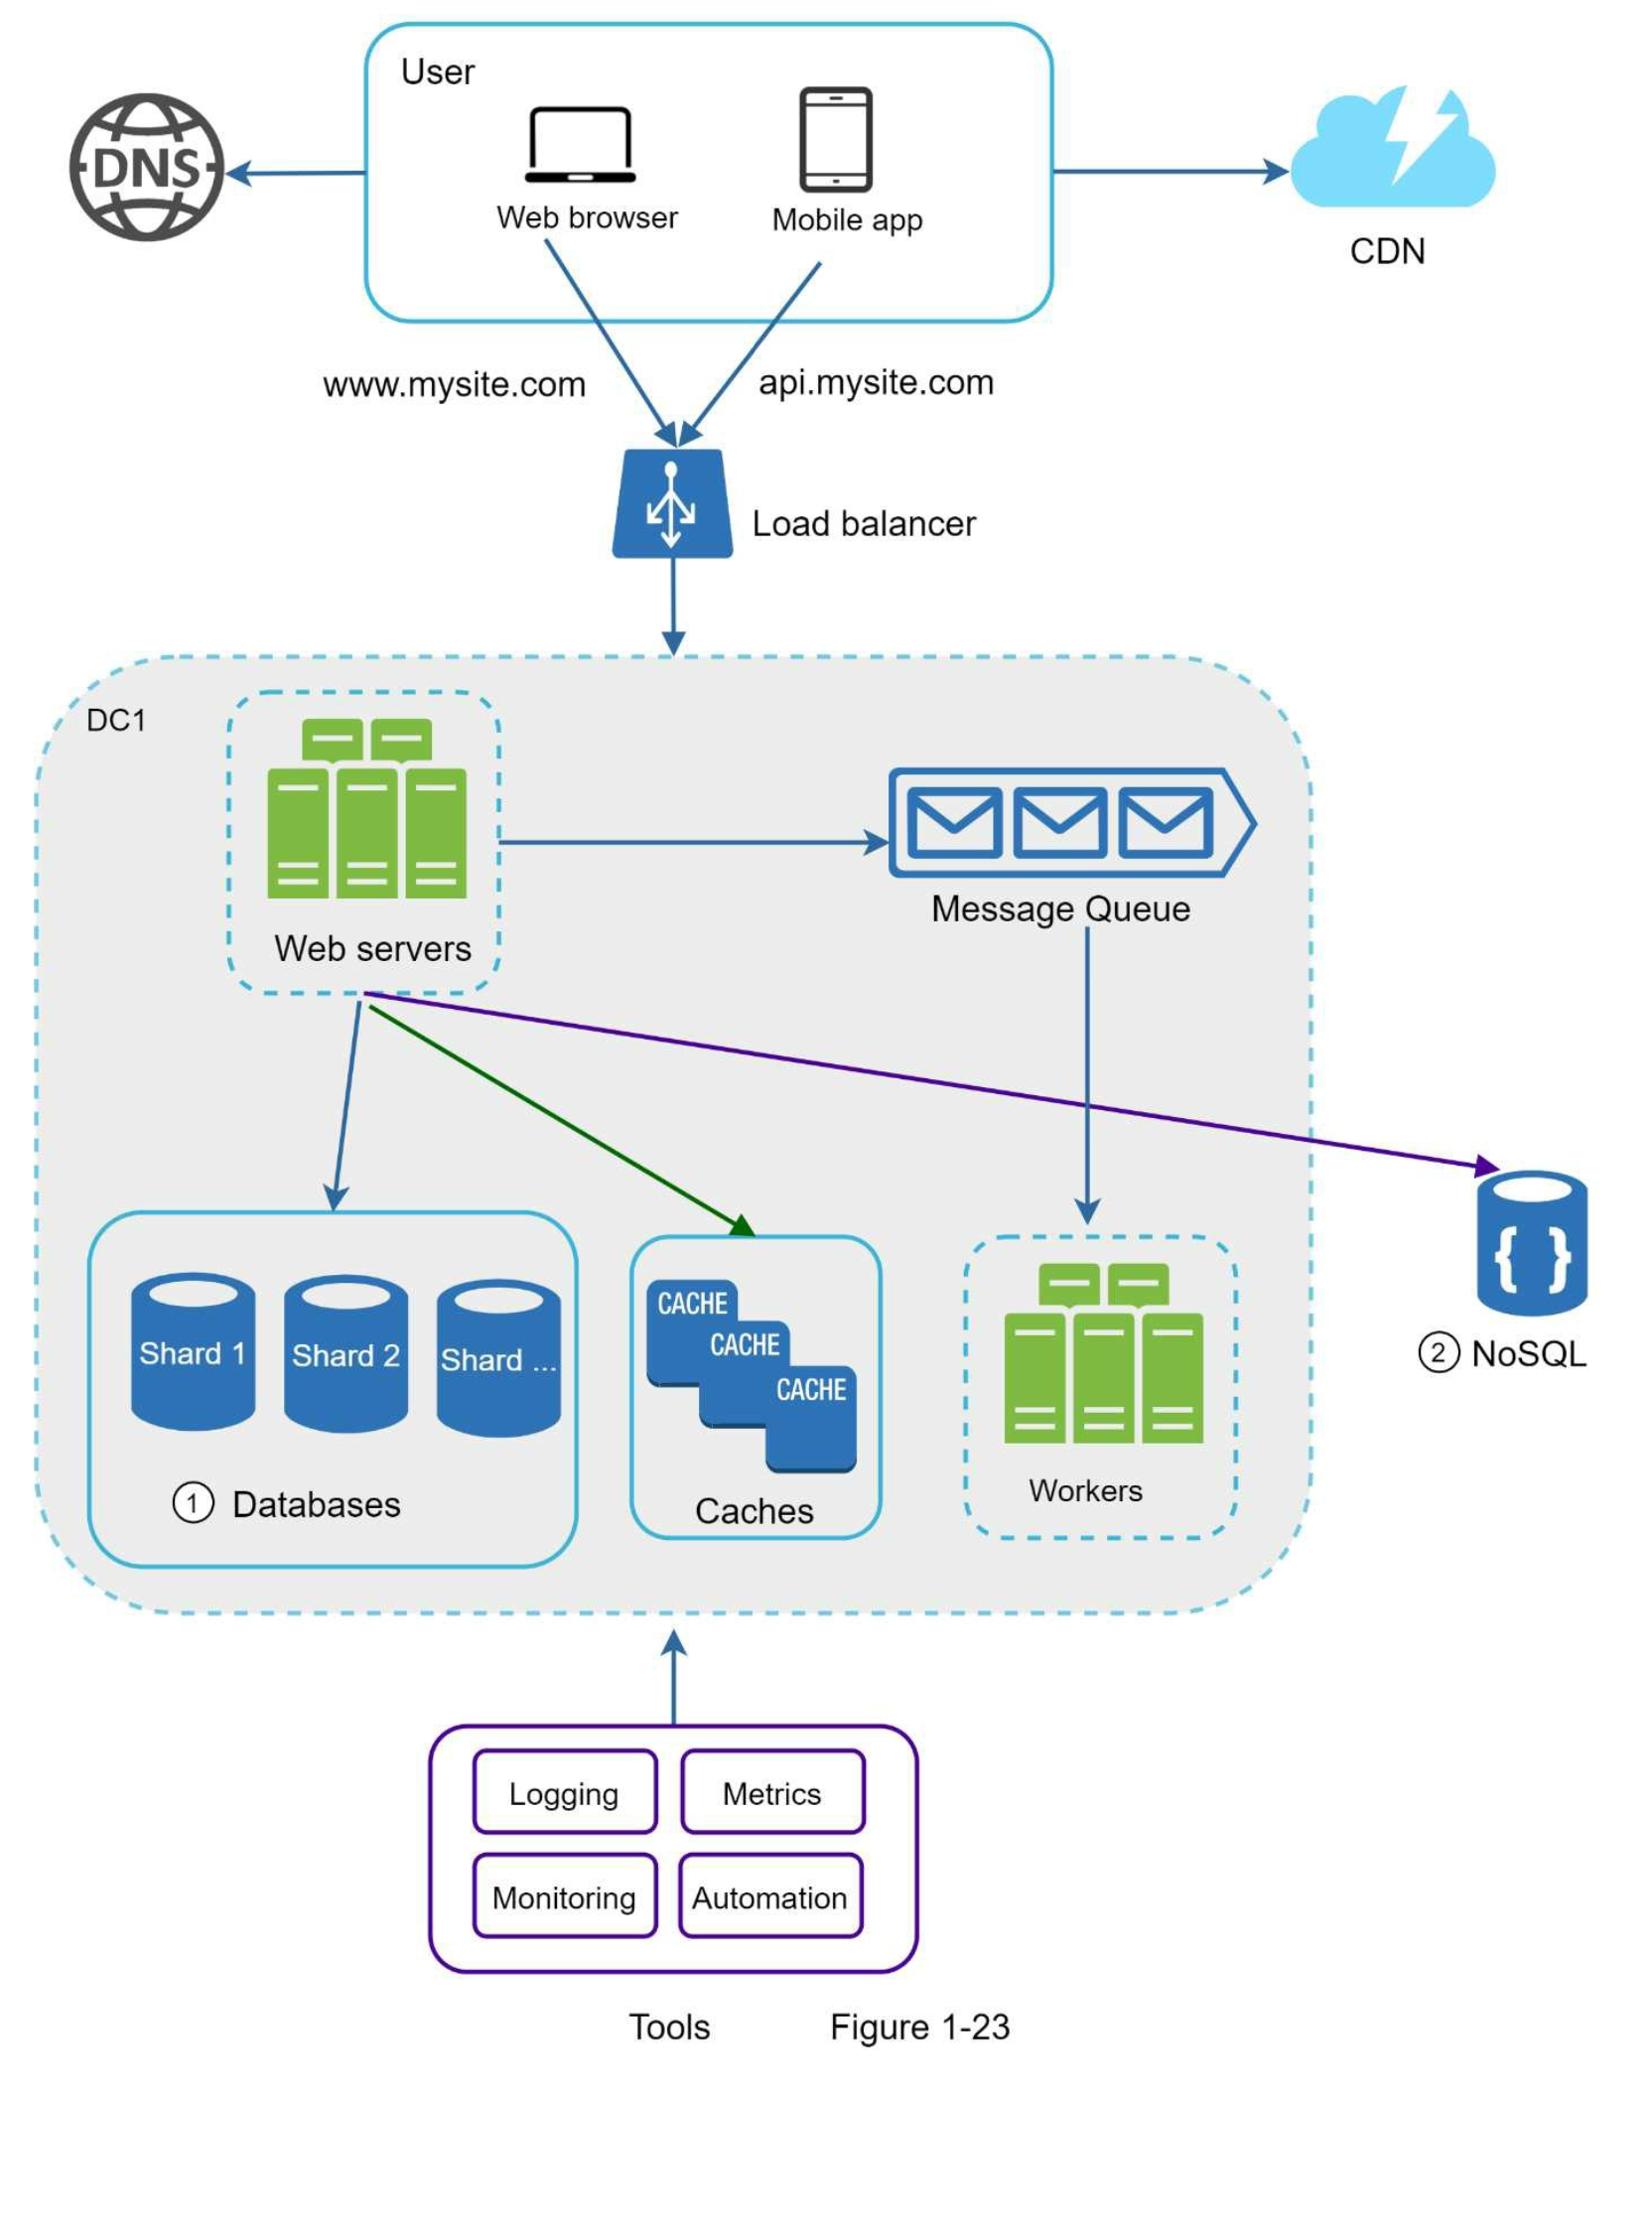 User
DNS
Web browser
Mobile app
CDN
www.mysite.com
api.mysite.com
Load balancer
DC1
Web servers
Message Queue
Shard 1
Shard 2
Shard ...
1 Databases
CACHE
CACHE
CACHE
Caches
Workers
{ }
2 NoSQL
Logging
Metrics
Monitoring
Automation
Tools
Figure 1-23